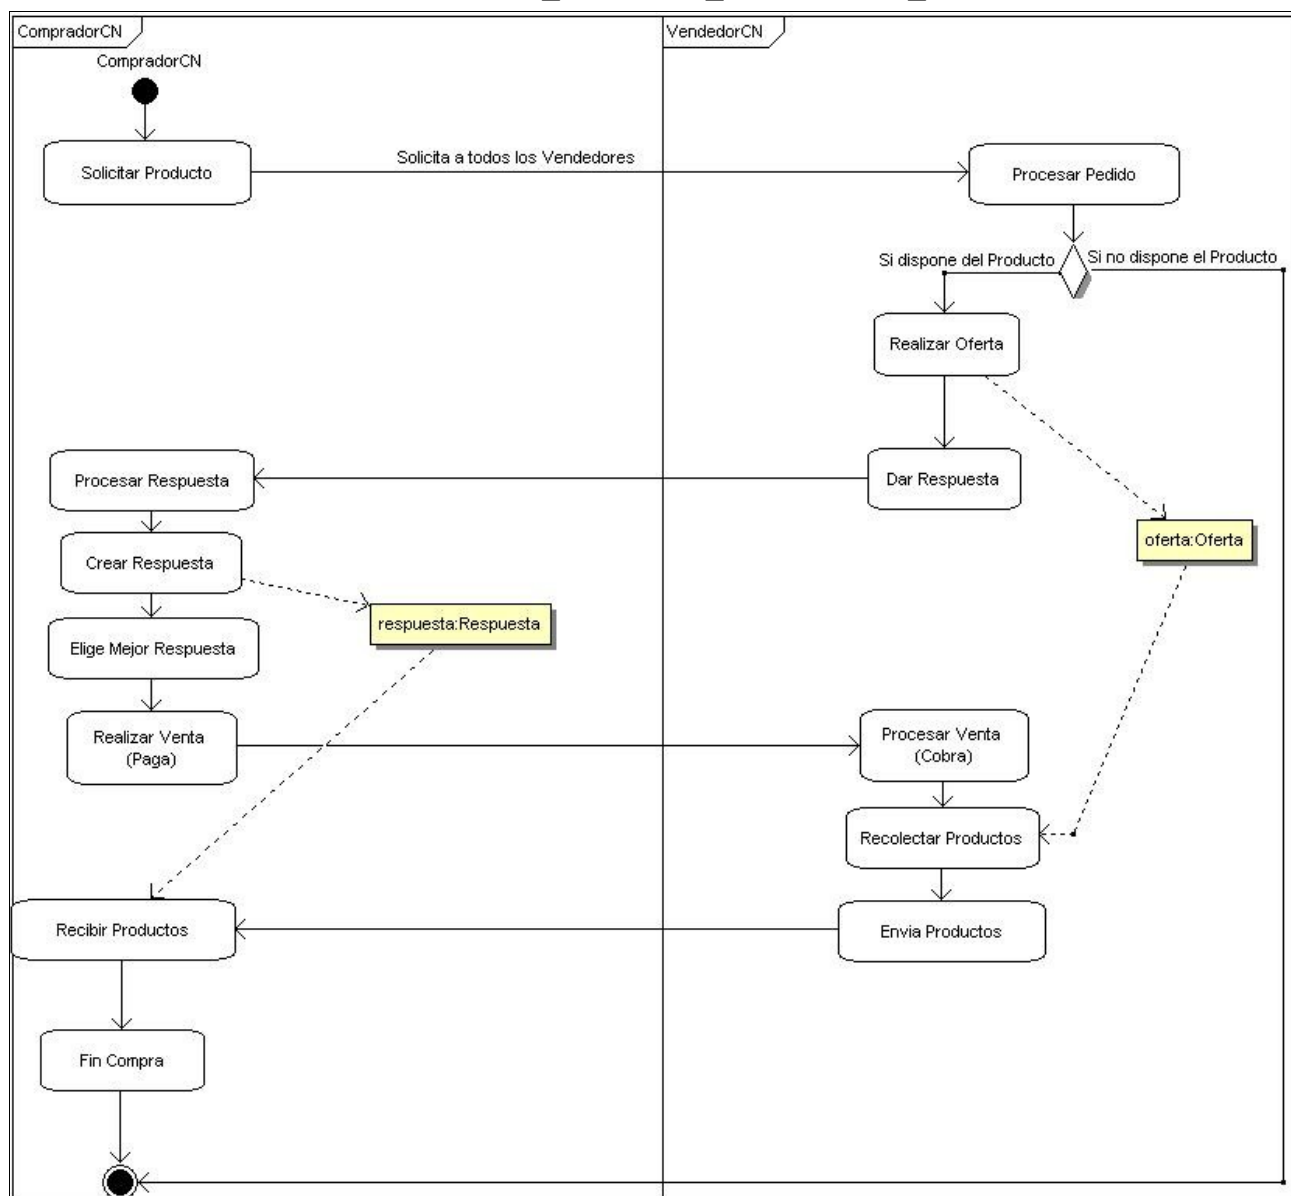 CompradorCN
VendedorCN
CompradorCN
Solicitar Producto
Solicita a todos los Vendedores
Procesar Pedido
Si dispone del Producto
Si no dispone el Producto
Realizar Oferta
Procesar Respuesta
Dar Respuesta
oferta:Oferta
Crear Respuesta
respuesta:Respuesta
Elige Mejor Respuesta
Realizar Venta
(Paga)
Procesar Venta
(Cobra)
Recolectar Productos
Recibir Productos
Envia Productos
Fin Compra